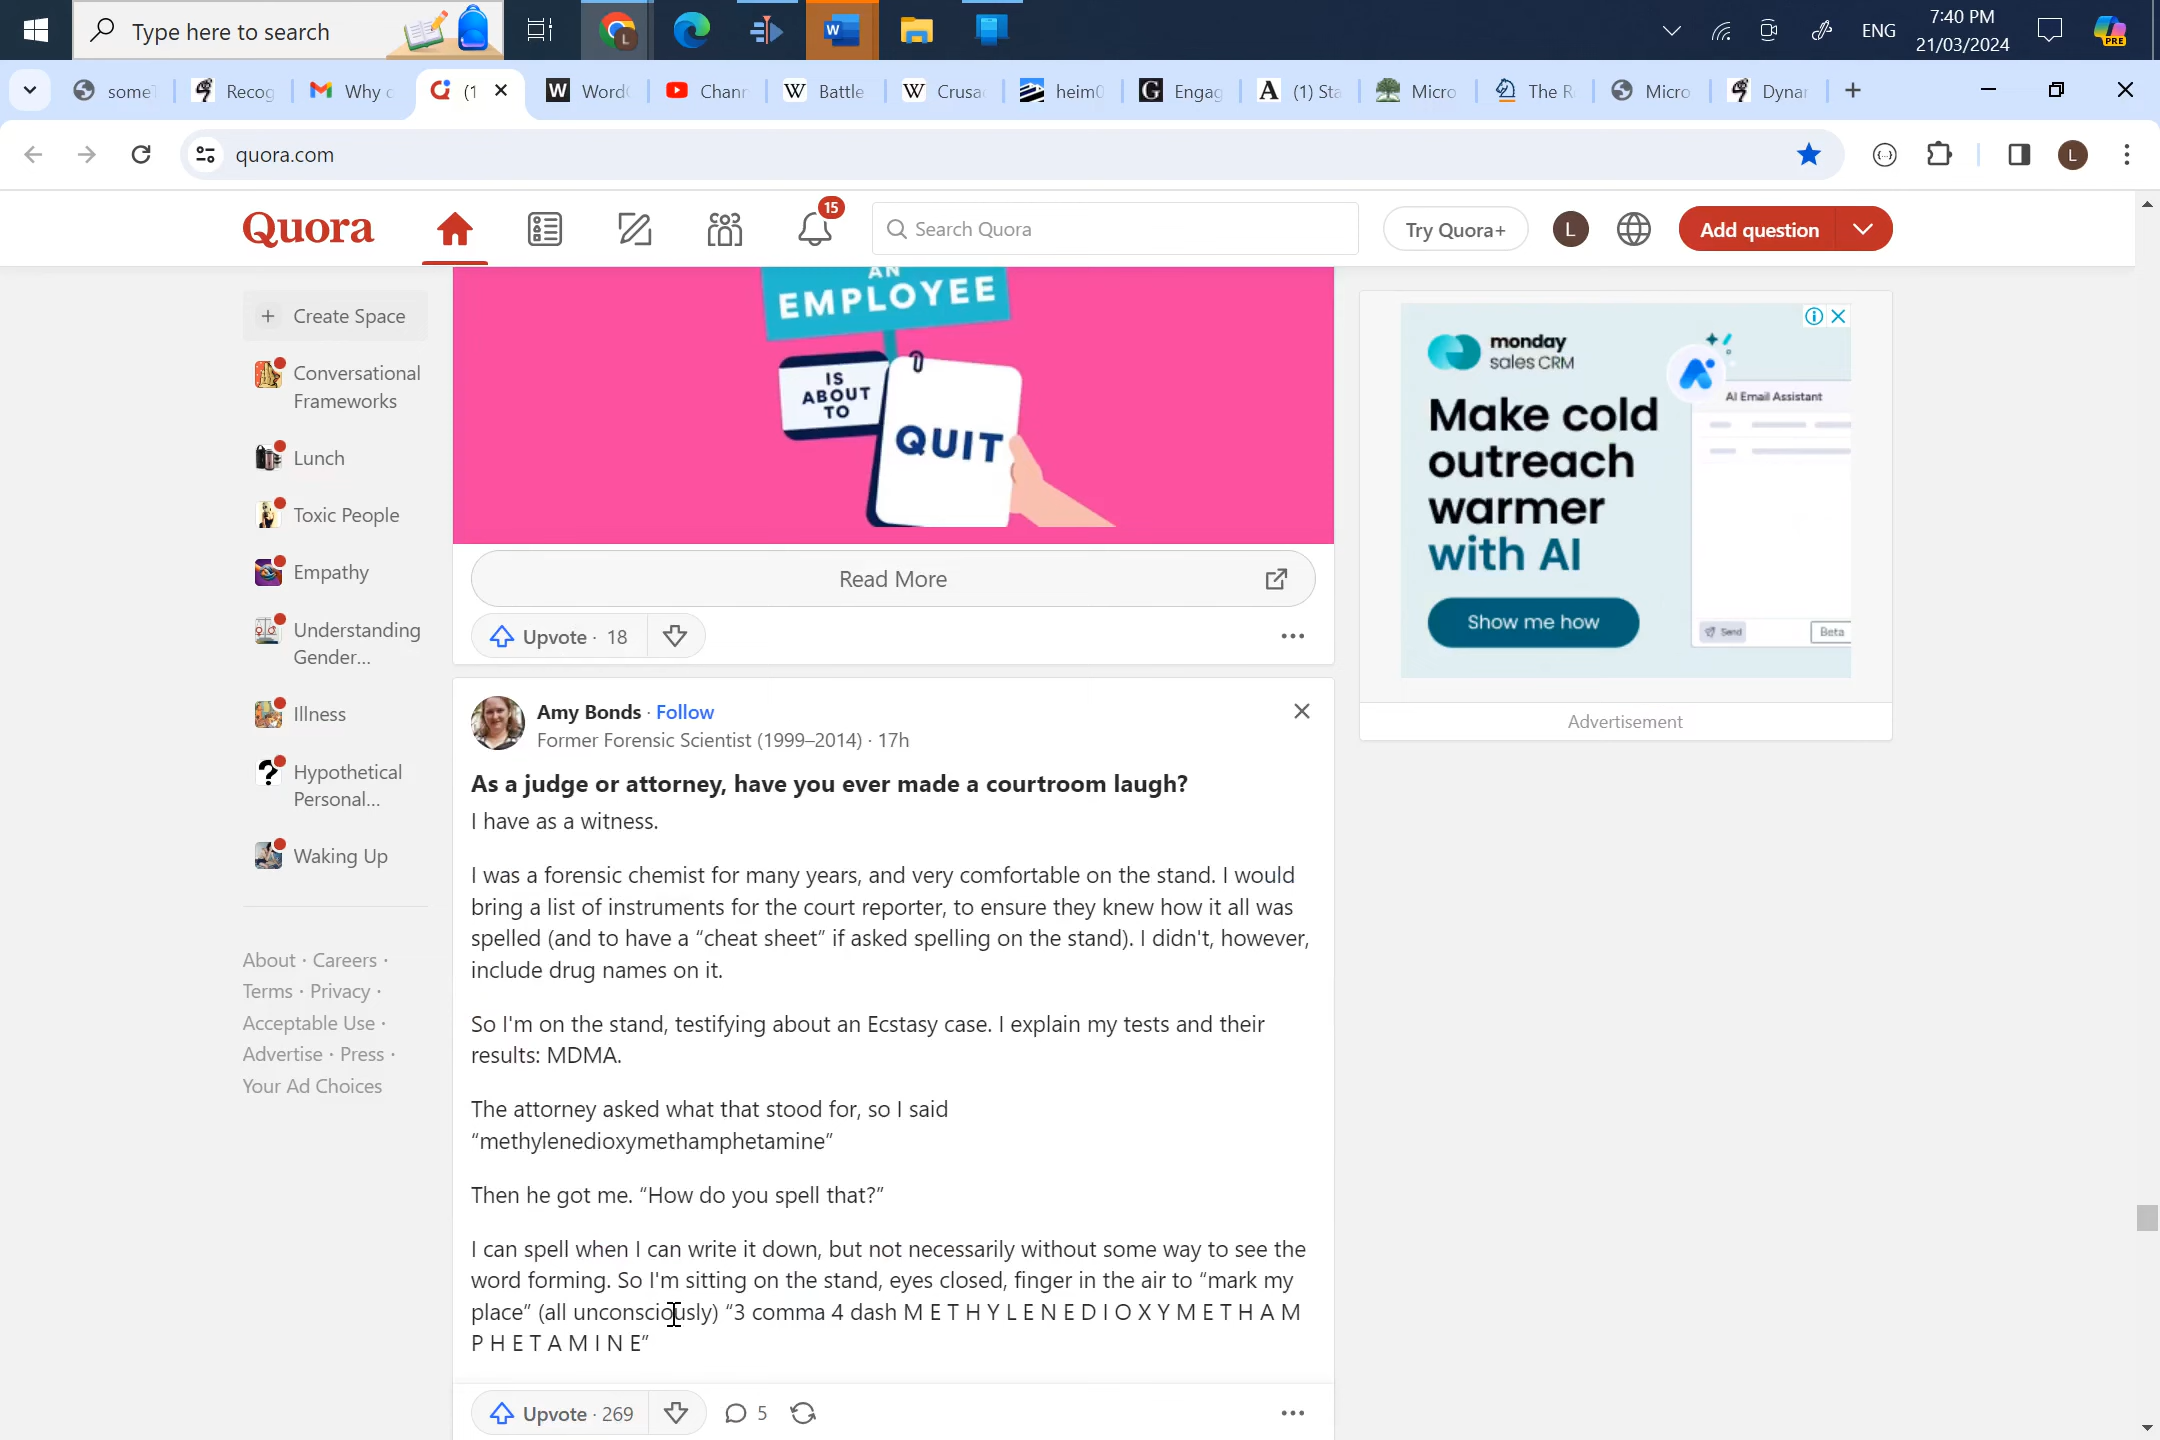 Type here to search
ENG
7:40 PM
21/03/2024
PRE
Recog
Why
(1
Word
Chann
Battle
Crusa
heim0
Engag
(1) Sta
Micro
The R
Micro
Dynar
quora.com
L
Quora
15
Search Quora
Try Quora+
L
Add question
Create Space
Conversational
Frameworks
Lunch
Toxic People
Empathy
Understanding
Gender...
Illness
Hypothetical
Personal...
Waking Up
About · Careers ·
Terms · Privacy ·
Acceptable Use ·
Advertise · Press ·
Your Ad Choices
AN
EMPLOYEE
IS
ABOUT
TO
QUIT
Read More
Upvote · 18
Amy Bonds · Follow
Former Forensic Scientist (1999–2014) · 17h
As a judge or attorney, have you ever made a courtroom laugh?
I have as a witness.
I was a forensic chemist for many years, and very comfortable on the stand. I would
bring a list of instruments for the court reporter, to ensure they knew how it all was
spelled (and to have a “cheat sheet” if asked spelling on the stand). I didn't, however,
include drug names on it.
So I'm on the stand, testifying about an Ecstasy case. I explain my tests and their
results: MDMA.
The attorney asked what that stood for, so I said
“methylenedioxymethamphetamine”
Then he got me. “How do you spell that?”
I can spell when I can write it down, but not necessarily without some way to see the
word forming. So I'm sitting on the stand, eyes closed, finger in the air to “mark my
place” (all unconsciously) “3 comma 4 dash M E T H Y L E N E D I O X Y M E T H A M
P H E T A M I N E”
Upvote · 269
5
monday
sales CRM
Make cold
outreach
warmer
with AI
Show me how
AI Email Assistant
Send
Beta
Advertisement